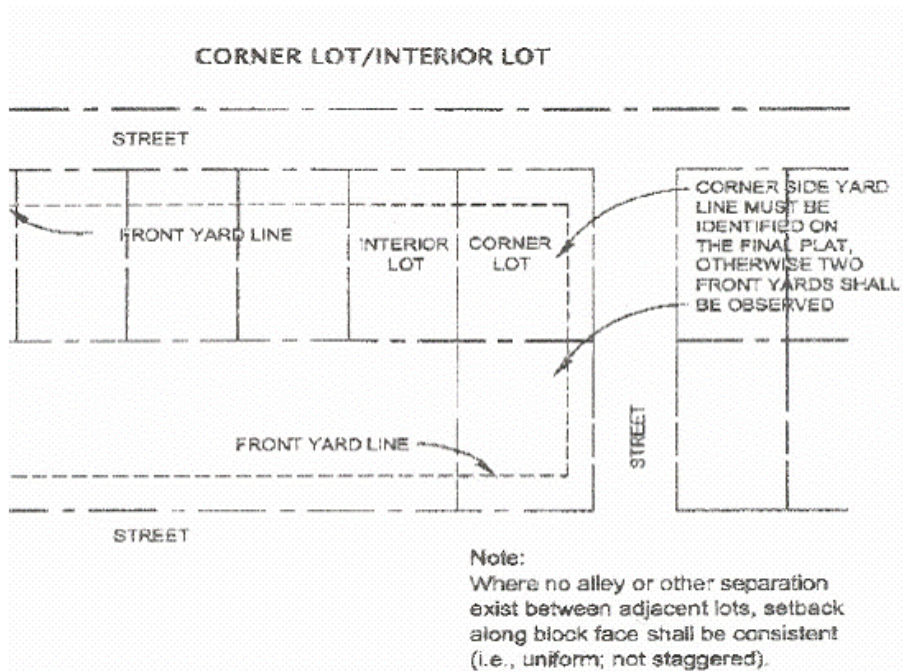 CORNER LOT/INTERIOR LOT
STREET
CORNER SIDE YARD
LINE MUST BE
IDENTIFIED ON
THE FINAL PLAT,
OTHERWISE TWO
FRONT YARDS SHALL
BE OBSERVED
FRONT YARD LINE
INTERIOR
LOT
CORNER
LOT
FRONT YARD LINE
STREET
STREET
Note:
Where no alley or other separation
exist between adjacent lots, setback
along block face shall be consistent
(i.e., uniform; not staggered).